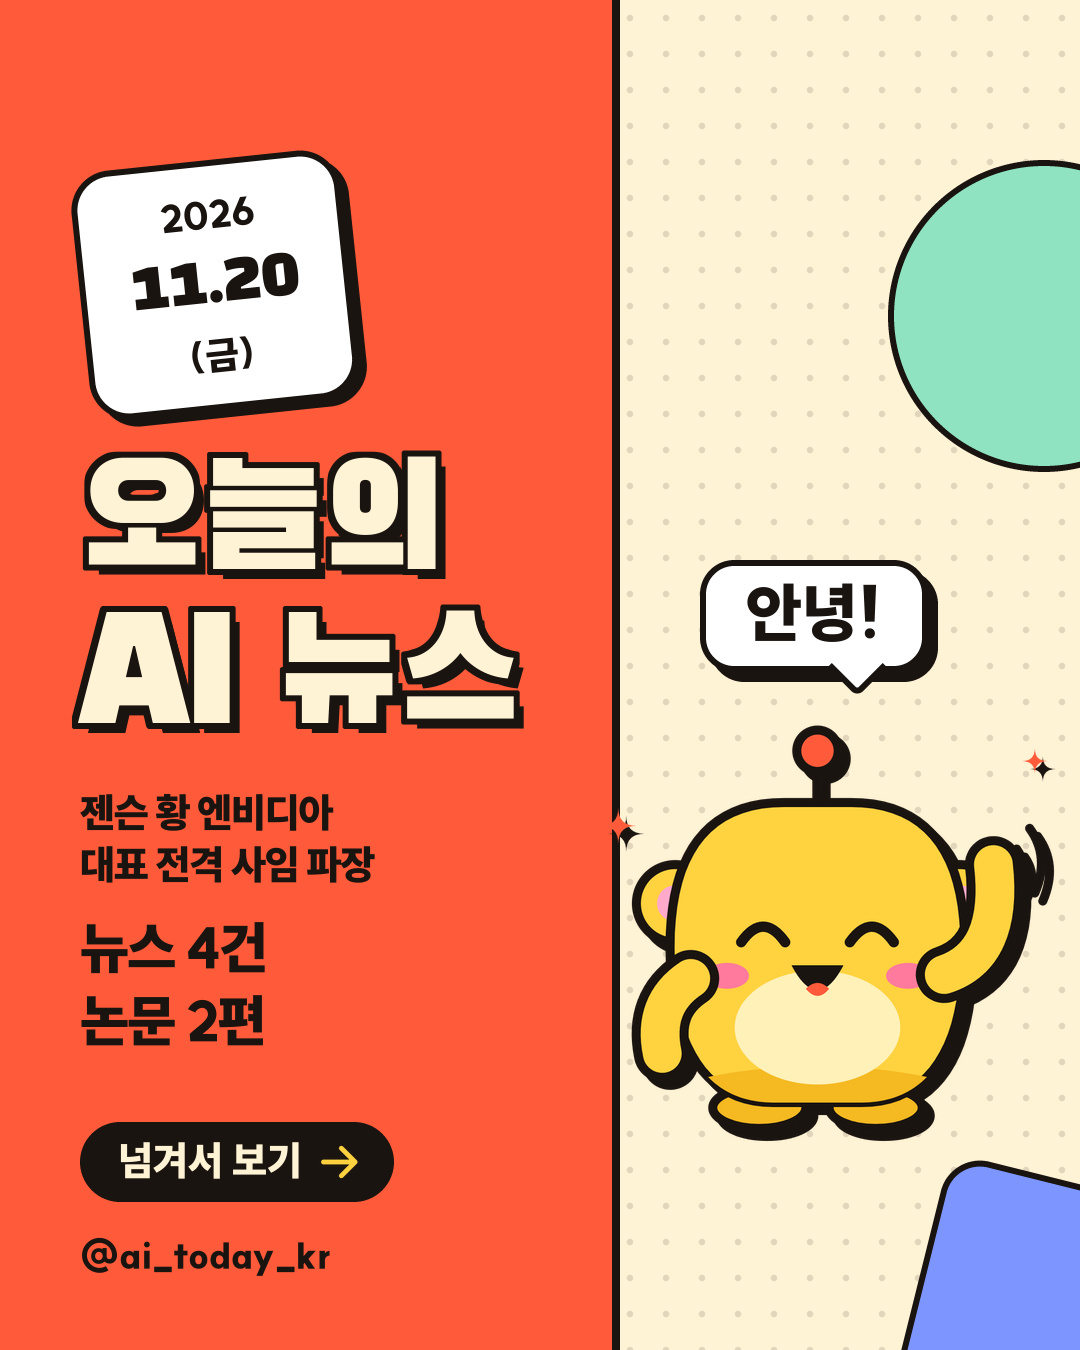 2026
11.20
(금)
오늘의
AI 뉴스
젠슨 황 엔비디아
대표 전격 사임 파장
뉴스 4건
논문 2편
넘겨서 보기 →
@ai_today_kr
안녕!